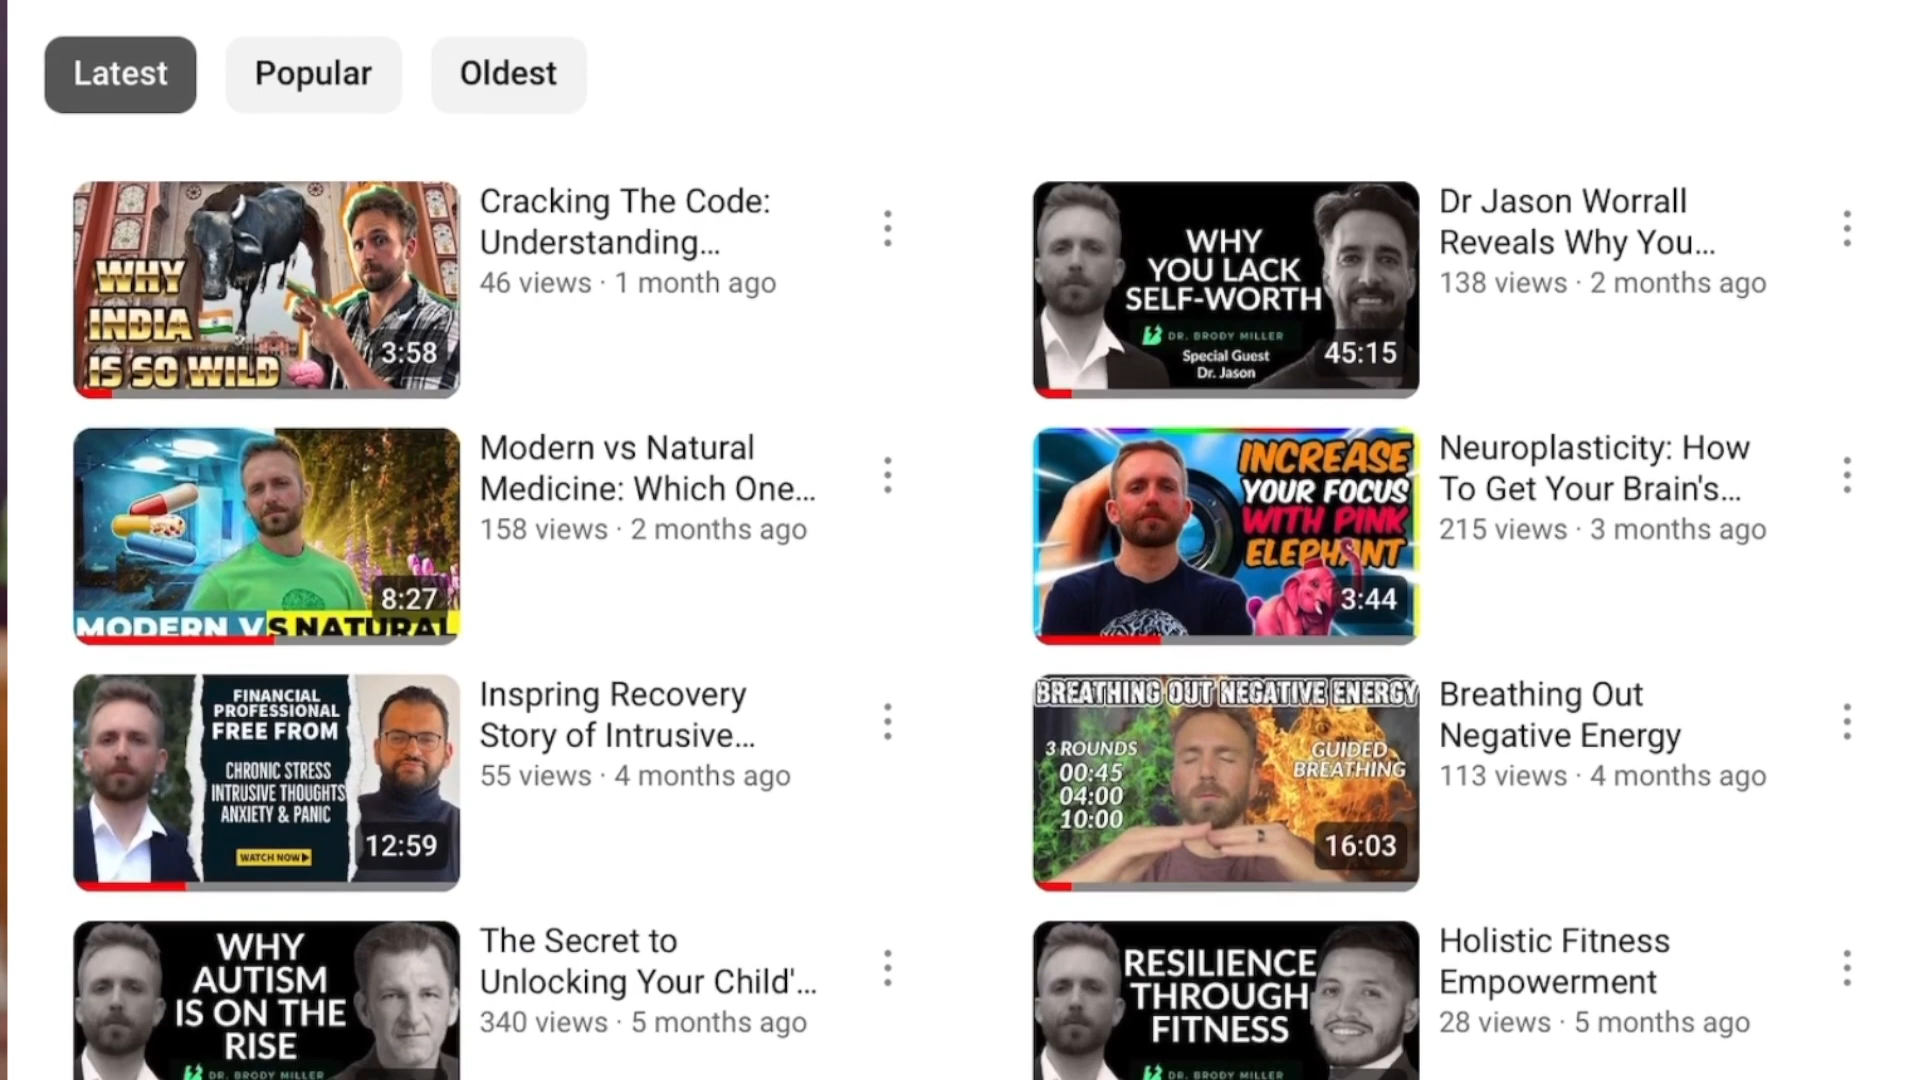 Latest
Popular
Oldest
WHY
INDIA
IS SO WILD
3:58
Cracking The Code:
Understanding...
46 views · 1 month ago
WHY
YOU LACK
SELF-WORTH
DR. BRODY MILLER
Special Guest
Dr. Jason
45:15
Dr Jason Worrall
Reveals Why You...
138 views · 2 months ago
8:27
MODERN VS NATURAL
Modern vs Natural
Medicine: Which One...
158 views · 2 months ago
INCREASE
YOUR FOCUS
WITH PINK
ELEPHANT
3:44
Neuroplasticity: How
To Get Your Brain's...
215 views · 3 months ago
FINANCIAL
PROFESSIONAL
FREE FROM
CHRONIC STRESS
INTRUSIVE THOUGHTS
ANXIETY & PANIC
WATCH NOW
12:59
Inspring Recovery
Story of Intrusive...
55 views · 4 months ago
BREATHING OUT NEGATIVE ENERGY
3 ROUNDS
00:45
04:00
10:00
GUIDED
BREATHING
16:03
Breathing Out
Negative Energy
113 views · 4 months ago
WHY
AUTISM
IS ON THE
RISE
DR. BRODY MILLER
The Secret to
Unlocking Your Child'...
340 views · 5 months ago
RESILIENCE
THROUGH
FITNESS
DR. BRODY MILLER
Holistic Fitness
Empowerment
28 views · 5 months ago